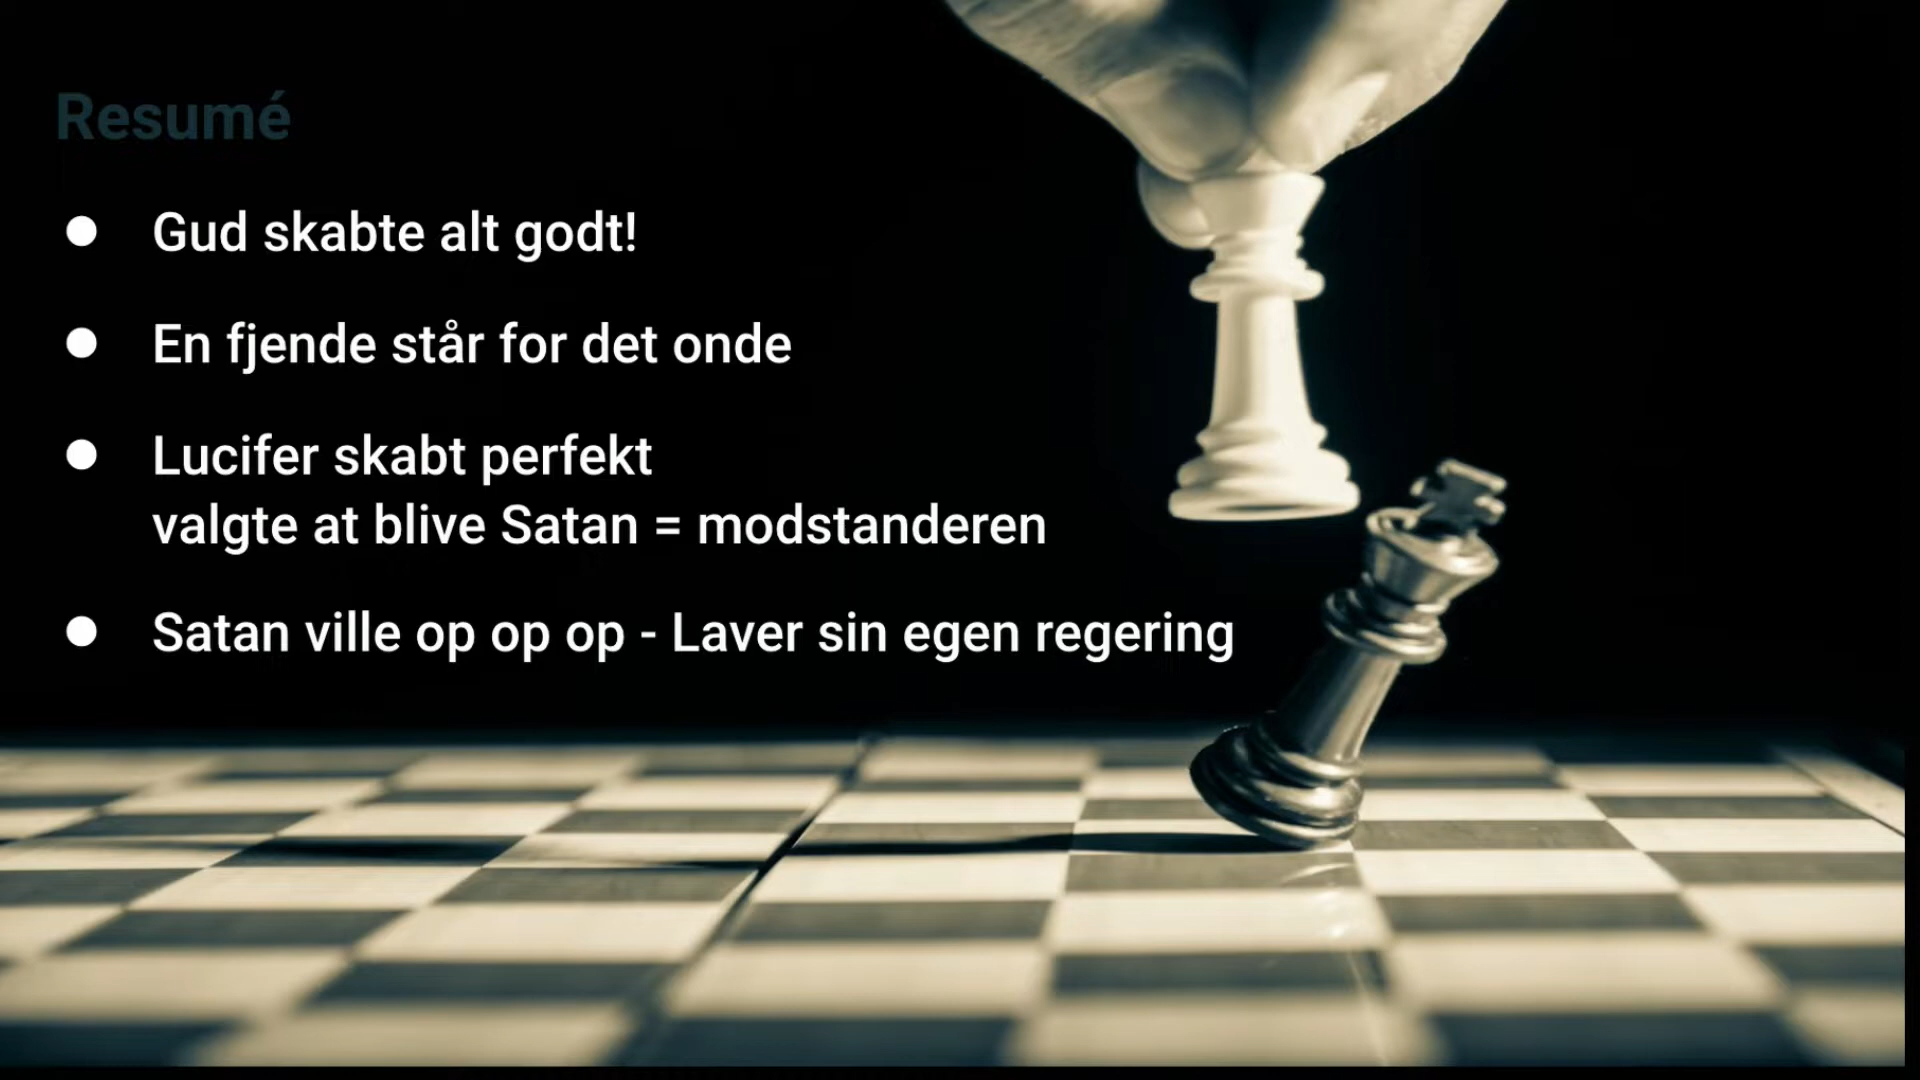 Resumé
● Gud skabte alt godt!
● En fjende står for det onde
● Lucifer skabt perfekt
valgte at blive Satan = modstanderen
● Satan ville op op op - Laver sin egen regering